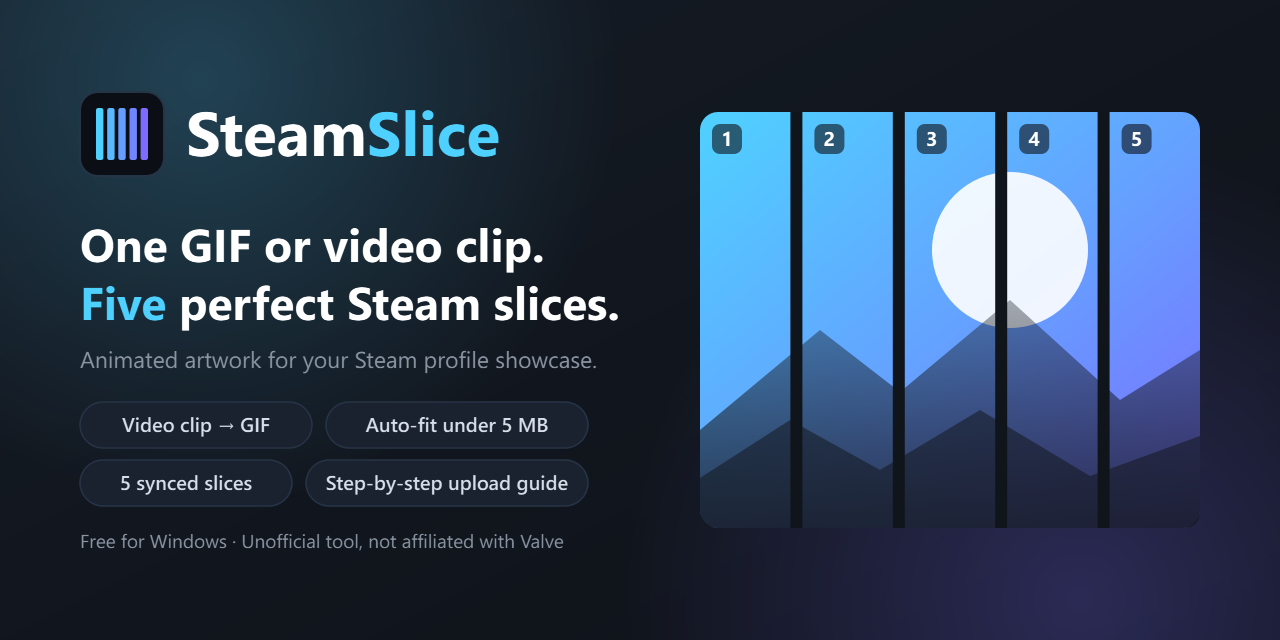 SteamSlice
One GIF or video clip.
Five perfect Steam slices.
Animated artwork for your Steam profile showcase.
Video clip → GIF
Auto-fit under 5 MB
5 synced slices
Step-by-step upload guide
Free for Windows · Unofficial tool, not affiliated with Valve
1 2 3 4 5